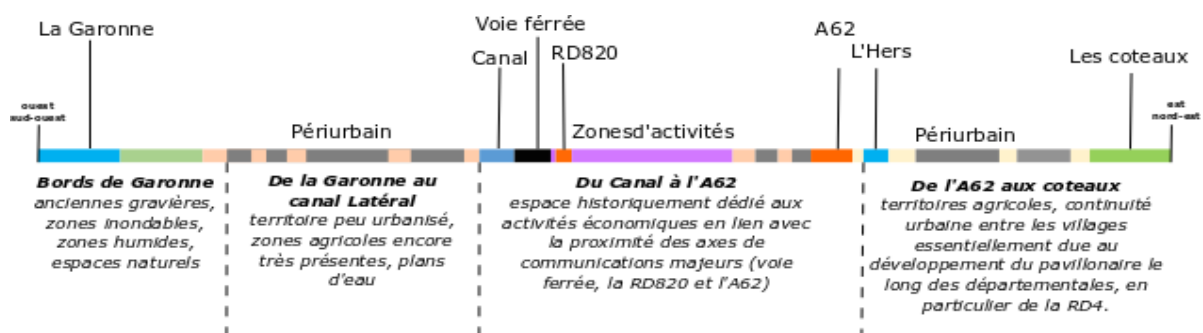 La Garonne
Voie férrée
A62
Canal
RD820
L'Hers
Les coteaux
ouest
sud-ouest
est
nord-est
Périurbain
Zonesd'activités
Périurbain
Bords de Garonne
anciennes gravières,
zones inondables,
zones humides,
espaces naturels
De la Garonne au
canal Latéral
territoire peu urbanisé,
zones agricoles encore
très présentes, plans
d'eau
Du Canal à l'A62
espace historiquement dédié aux
activités économiques en lien avec
la proximité des axes de
communications majeurs (voie
ferrée, la RD820 et l'A62)
De l'A62 aux coteaux
territoires agricoles, continuité
urbaine entre les villages
essentiellement due au
développement du pavillonaire le
long des départementales, en
particulier de la RD4.